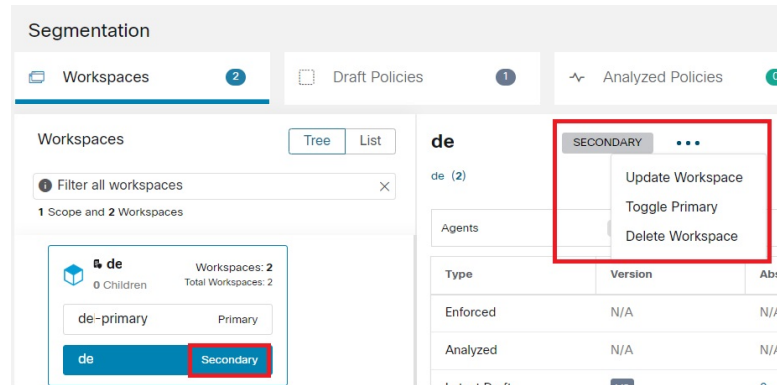 Segmentation
Workspaces 2
Draft Policies 1
Analyzed Policies
Workspaces
Tree
List
Filter all workspaces
1 Scope and 2 Workspaces
de
Workspaces: 2
0 Children
Total Workspaces: 2
de-primary
Primary
de
Secondary
de
SECONDARY
de (2)
Update Workspace
Toggle Primary
Delete Workspace
Agents
Type
Version
Abs
Enforced
N/A
N/A
Analyzed
N/A
N/A